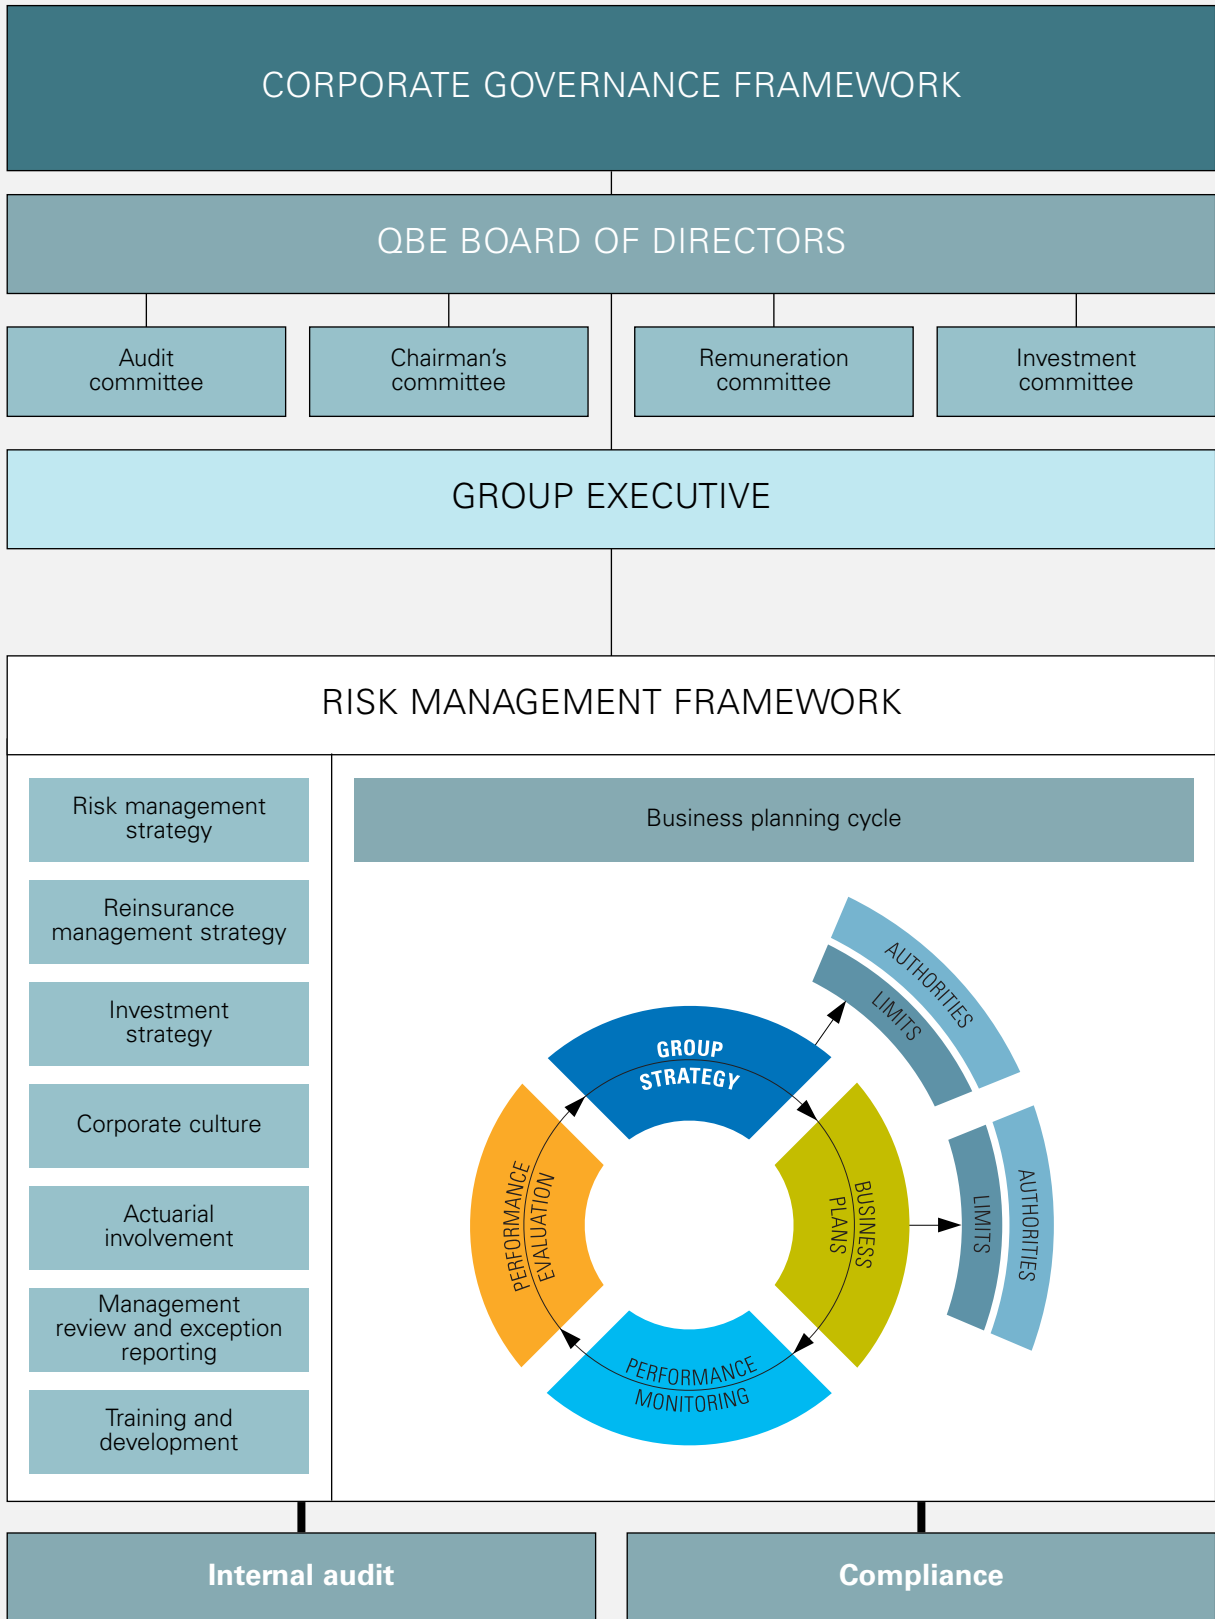 CORPORATE GOVERNANCE FRAMEWORK
QBE BOARD OF DIRECTORS
Audit
committee
Chairman's
committee
Remuneration
committee
Investment
committee
GROUP EXECUTIVE
RISK MANAGEMENT FRAMEWORK
Risk management
strategy
Reinsurance
management strategy
Investment
strategy
Corporate culture
Actuarial
involvement
Management
review and exception
reporting
Training and
development
Business planning cycle
GROUP
STRATEGY
AUTHORITIES
LIMITS
BUSINESS
PLANS
LIMITS
AUTHORITIES
PERFORMANCE
MONITORING
PERFORMANCE
EVALUATION
Internal audit
Compliance